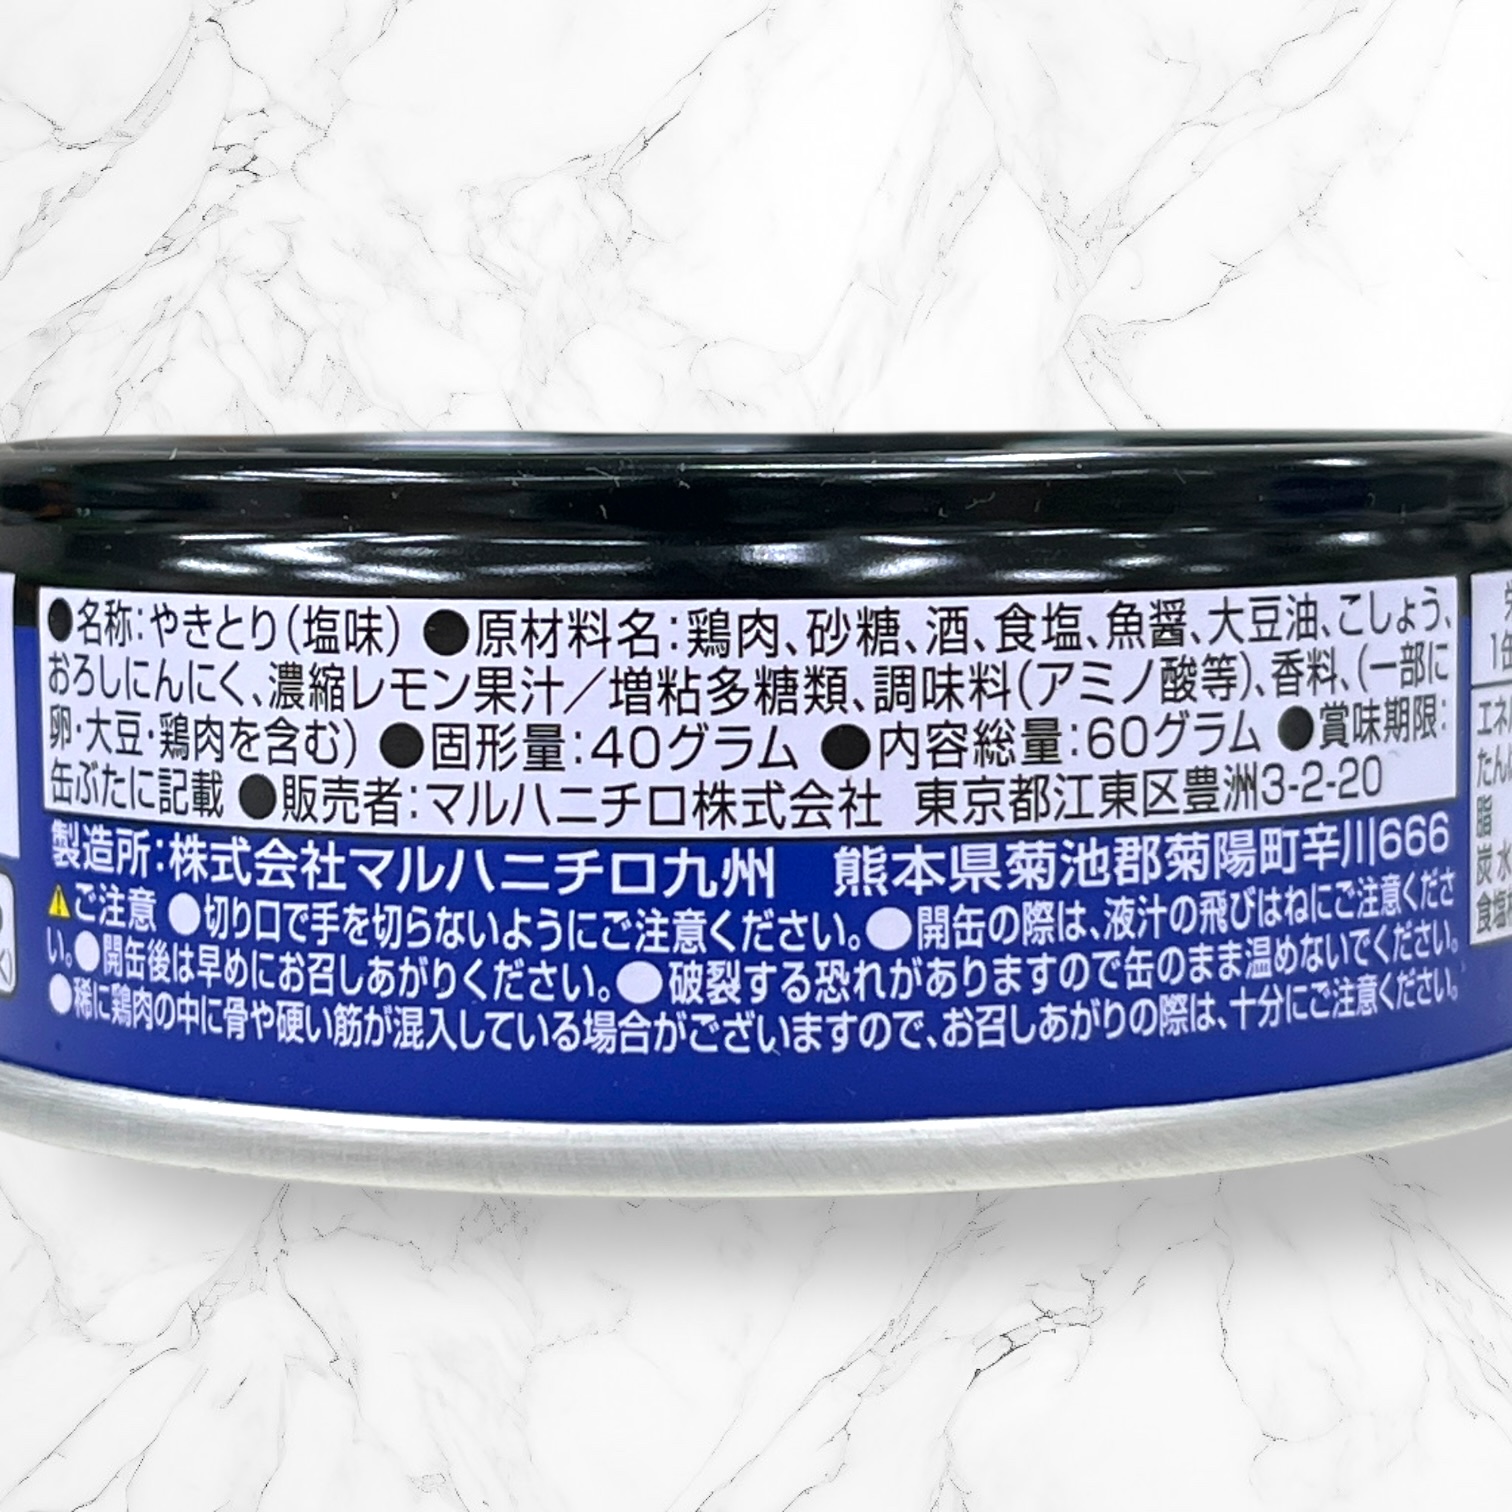 ●名称:やきとり(塩味) ●原材料名:鶏肉、砂糖、酒、食塩、魚醤、大豆油、こしょう、
おろしにんにく、濃縮レモン果汁/増粘多糖類、調味料(アミノ酸等)、香料、(一部に
卵・大豆・鶏肉を含む) ●固形量:40グラム ●内容総量:60グラム ●賞味期限:
缶ぶたに記載 ●販売者:マルハニチロ株式会社 東京都江東区豊洲3-2-20
製造所:株式会社マルハニチロ九州 熊本県菊池郡菊陽町辛川666
ご注意 ●切り口で手を切らないようにご注意ください。●開缶の際は、液汁の飛びはねにご注意くださ
い。●開缶後は早めにお召しあがりください。●破裂する恐れがありますので缶のまま温めないでください。
●稀に鶏肉の中に骨や硬い筋が混入している場合がございますので、お召しあがりの際は、十分にご注意ください。
エネ
たん
脂
炭水
食塩